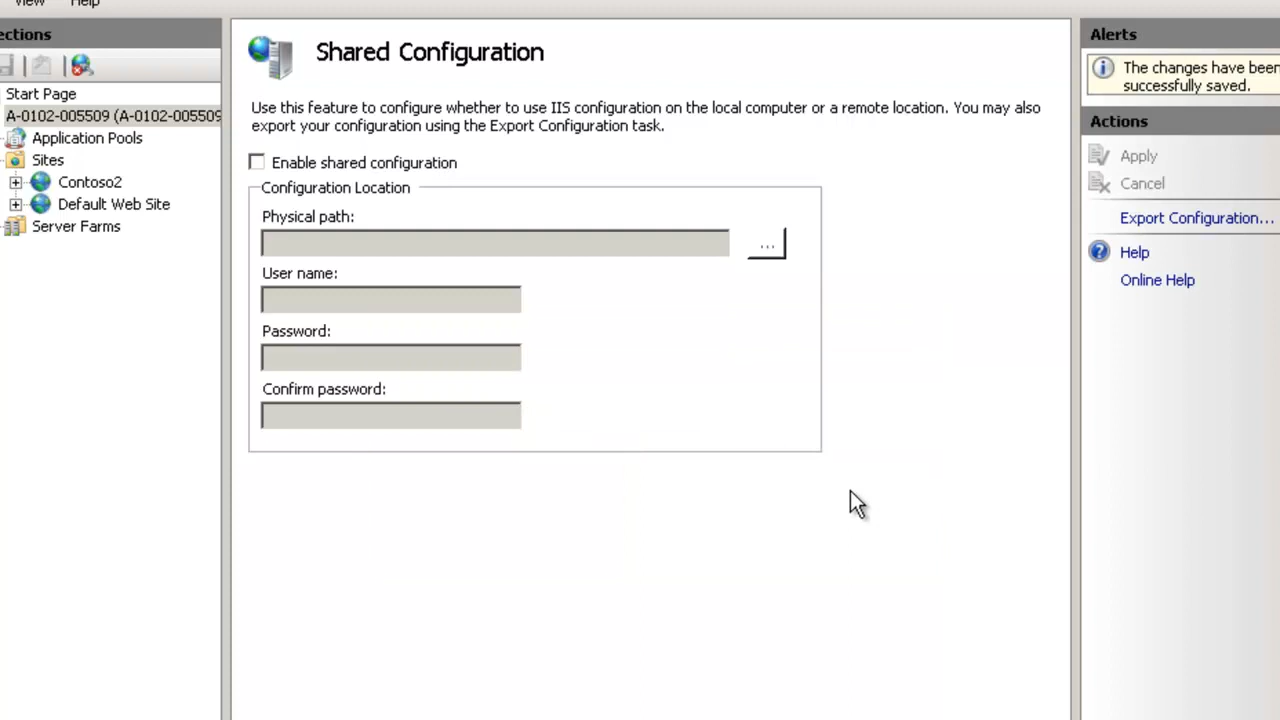 View Help
ections
Start Page
A-0102-005509 (A-0102-005509
Application Pools
Sites
Contoso2
Default Web Site
Server Farms
Shared Configuration
Use this feature to configure whether to use IIS configuration on the local computer or a remote location. You may also
export your configuration using the Export Configuration task.
Enable shared configuration
Configuration Location
Physical path:
...
User name:
Password:
Confirm password:
Alerts
The changes have been
successfully saved.
Actions
Apply
Cancel
Export Configuration...
Help
Online Help